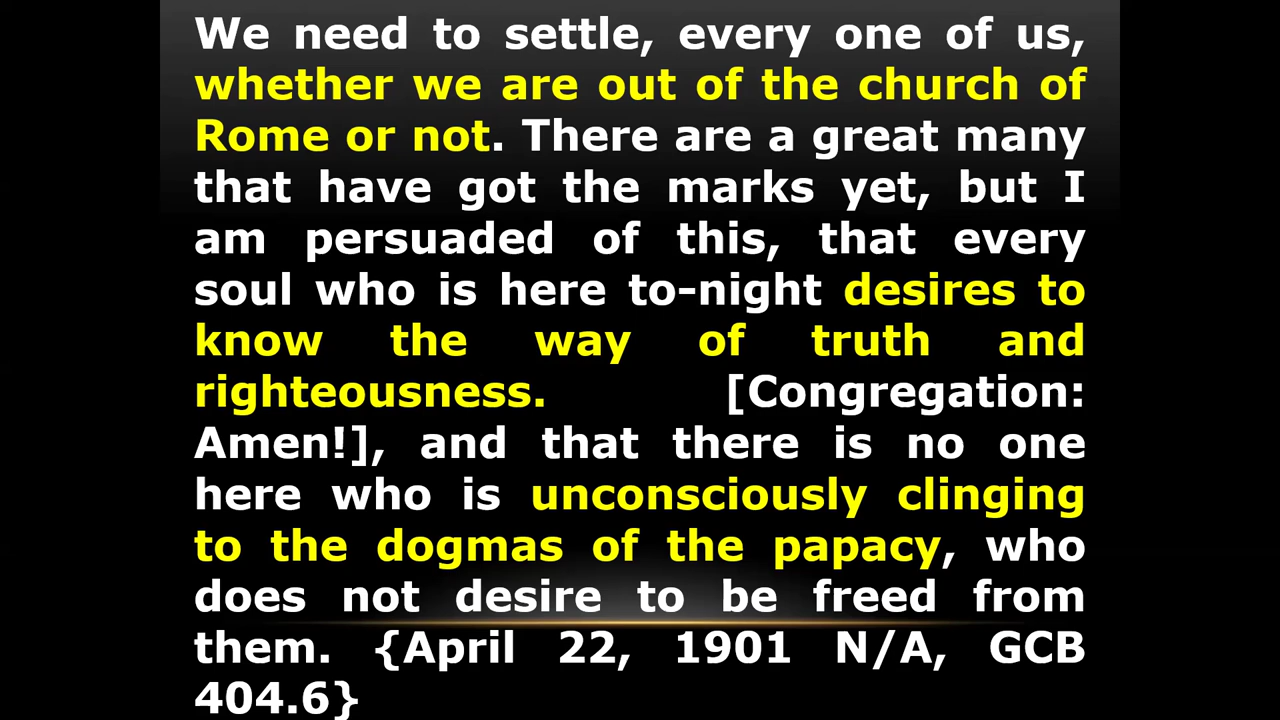 We need to settle, every one of us,
whether we are out of the church of
Rome or not. There are a great many
that have got the marks yet, but I
am persuaded of this, that every
soul who is here to-night desires to
know the way of truth and
righteousness. [Congregation:
Amen!], and that there is no one
here who is unconsciously clinging
to the dogmas of the papacy, who
does not desire to be freed from
them. {April 22, 1901 N/A, GCB
404.6}